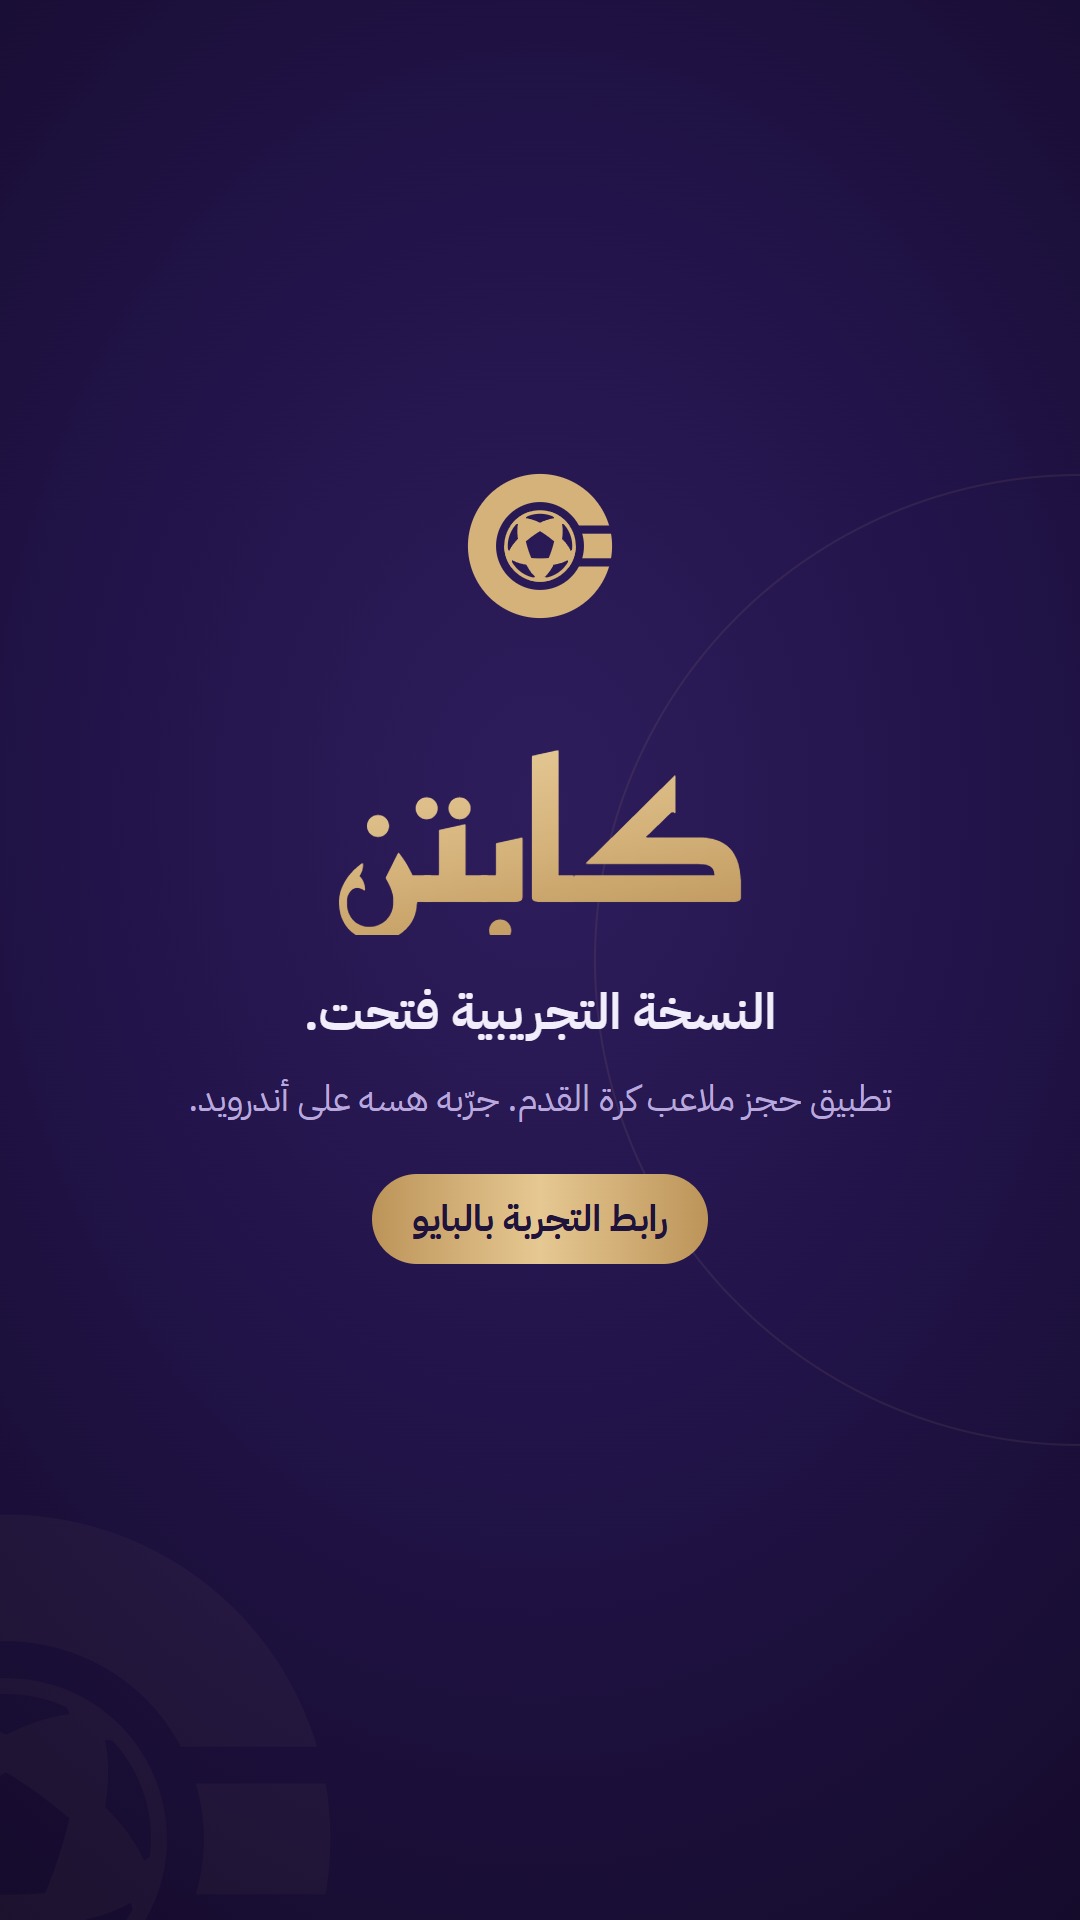 كابتن
النسخة التجريبية فتحت.
تطبيق حجز ملاعب كرة القدم. جرّبه هسه على أندرويد.
رابط التجربة بالبايو